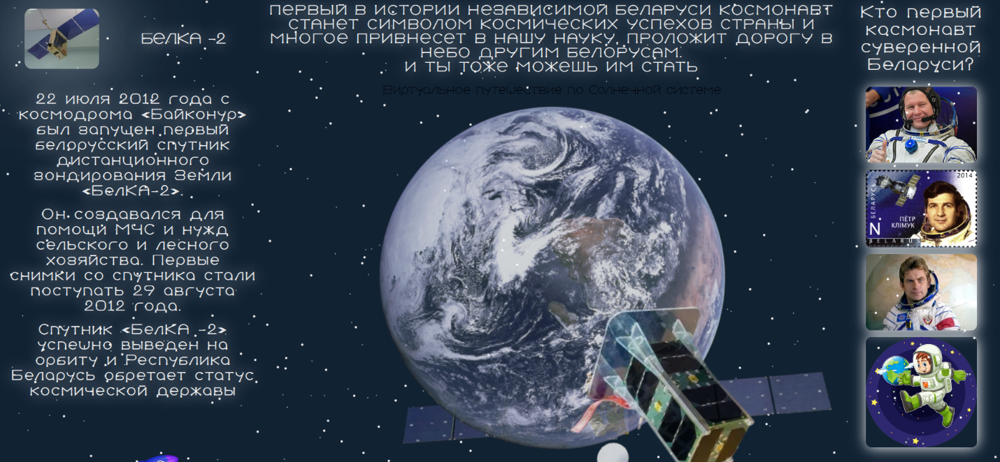 БелКА -2
22 июля 2012 года с
космодрома «Байконур»
был запущен первый
белорусский спутник
дистанционного
зондирования Земли
«БелКА-2».
Он создавался для
помощи МЧС и нужд
сельского и лесного
хозяйства. Первые
снимки со спутника стали
поступать 29 августа
2012 года.
Спутник «БелКА -2»
успешно выведен на
орбиту и Республика
Беларусь обретает статус
космической державы
ПЕРВЫЙ В ИСТОРИИ НЕЗАВИСИМОЙ БЕЛАРУСИ КОСМОНАВТ
СТАНЕТ СИМВОЛОМ КОСМИЧЕСКИХ УСПЕХОВ СТРАНЫ И
МНОГОЕ ПРИВНЕСЕТ В НАШУ НАУКУ, ПРОЛОЖИТ ДОРОГУ В
НЕБО ДРУГИМ БЕЛОРУСАМ.
И ТЫ ТОЖЕ МОЖЕШЬ ИМ СТАТЬ
Виртуальное путешествие по Солнечной системе
Кто первый
касмонавт
суверенной
Беларуси?
2014
БЕЛАРУСЬ
ПЁТР
КЛІМУК
N
BELARUS